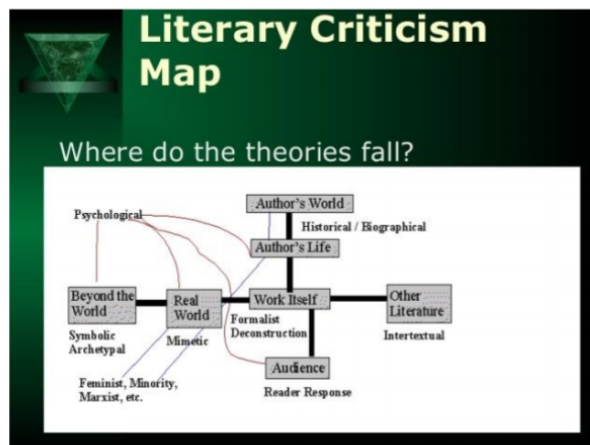 Literary Criticism
Map
Where do the theories fall?
Author's World
Psychological
Historical / Biographical
Author's Life
Beyond the
World
Real
World
Work Itself
Other
Literature
Symbolic
Archetypal
Mimetic
Formalist
Deconstruction
Intertextual
Audience
Feminist, Minority,
Marxist, etc.
Reader Response